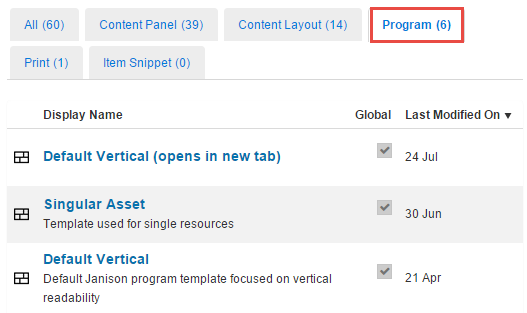 All (60) Content Panel (39) Content Layout (14) Program (6)
Print (1) Item Snippet (0)
Display Name Global Last Modified On
Default Vertical (opens in new tab) 24 Jul
Singular Asset
Template used for single resources
30 Jun
Default Vertical
Default Janison program template focused on vertical
readability
21 Apr